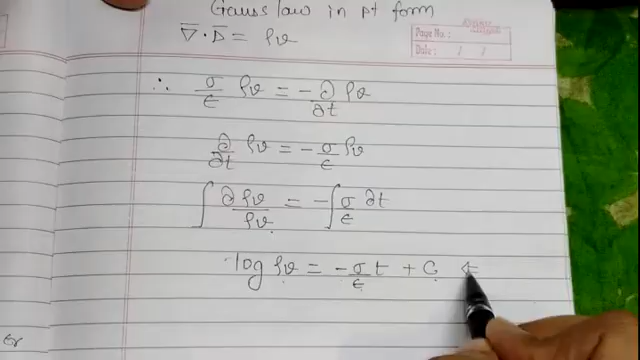 Gauss law in pt form
∇̅ · D̅ = ρv
Page No.:
Date: / /
∴ σ/ε ρv = - ∂/∂t ρv
∂/∂t ρv = - σ/ε ρv
∫ ∂ρv/ρv = - ∫ σ/ε ∂t
log ρv = - σ/ε t + C